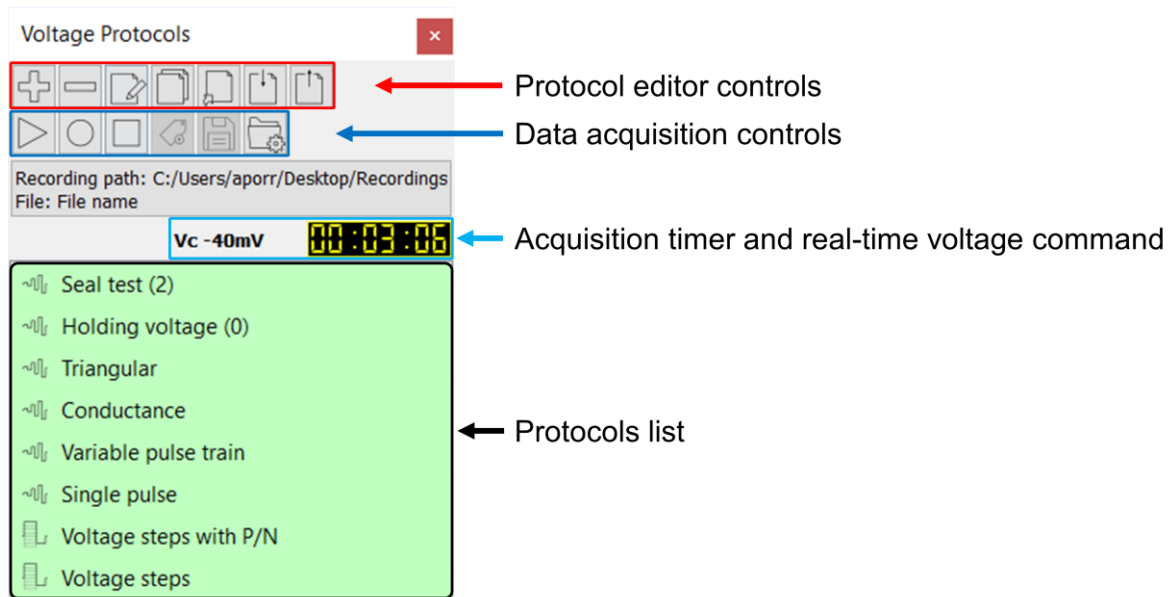 Voltage Protocols
Protocol editor controls
Data acquisition controls
Recording path: C:/Users/aporr/Desktop/Recordings
File: File name
Vc -40mV 00:03:06
Acquisition timer and real-time voltage command
Seal test (2)
Holding voltage (0)
Triangular
Conductance
Protocols list
Variable pulse train
Single pulse
Voltage steps with P/N
Voltage steps